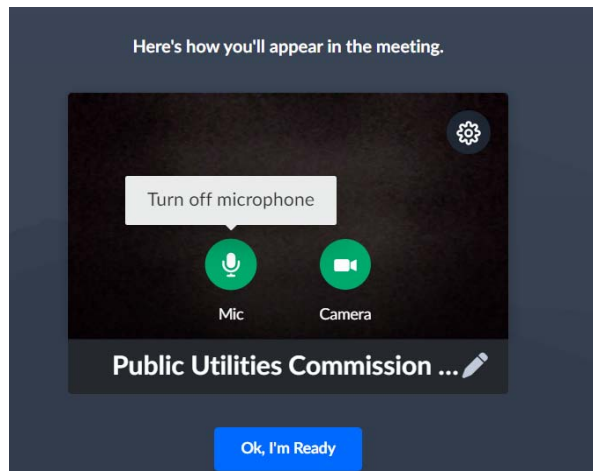 Here's how you'll appear in the meeting.
Turn off microphone
Mic Camera
Public Utilities Commission ...
Ok, I'm Ready